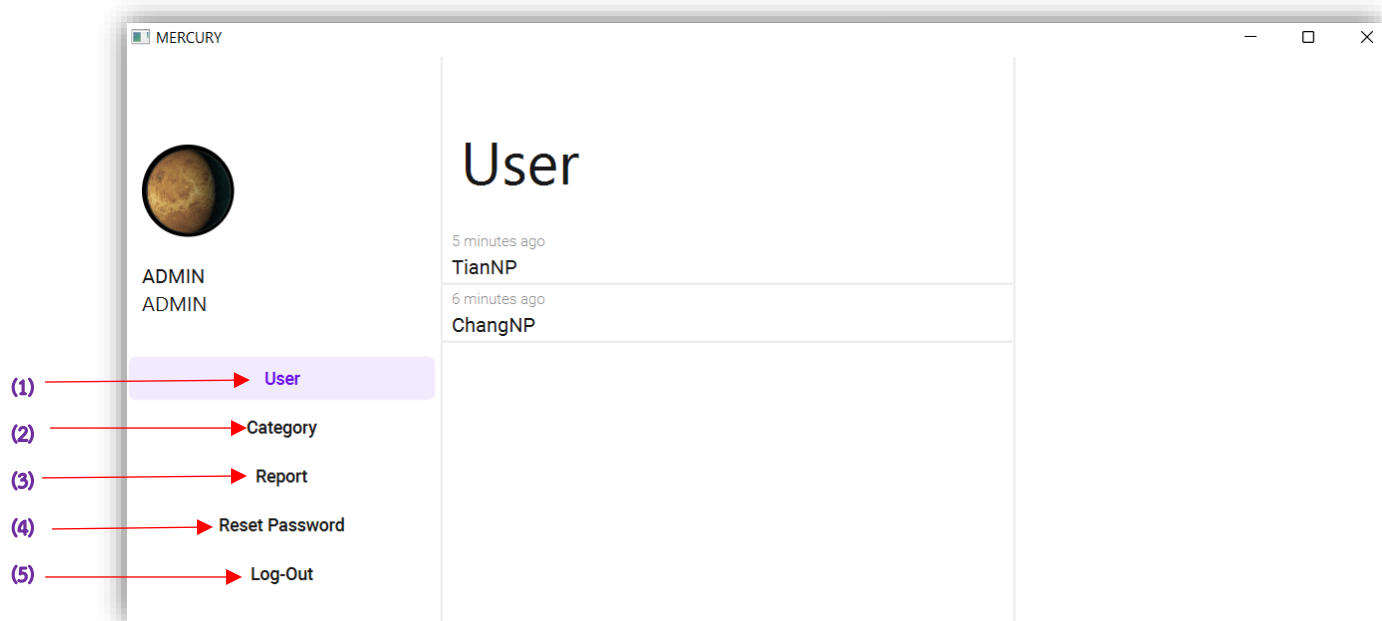 MERCURY
ADMIN
ADMIN
(1) User
(2) Category
(3) Report
(4) Reset Password
(5) Log-Out
User
5 minutes ago
TianNP
6 minutes ago
ChangNP